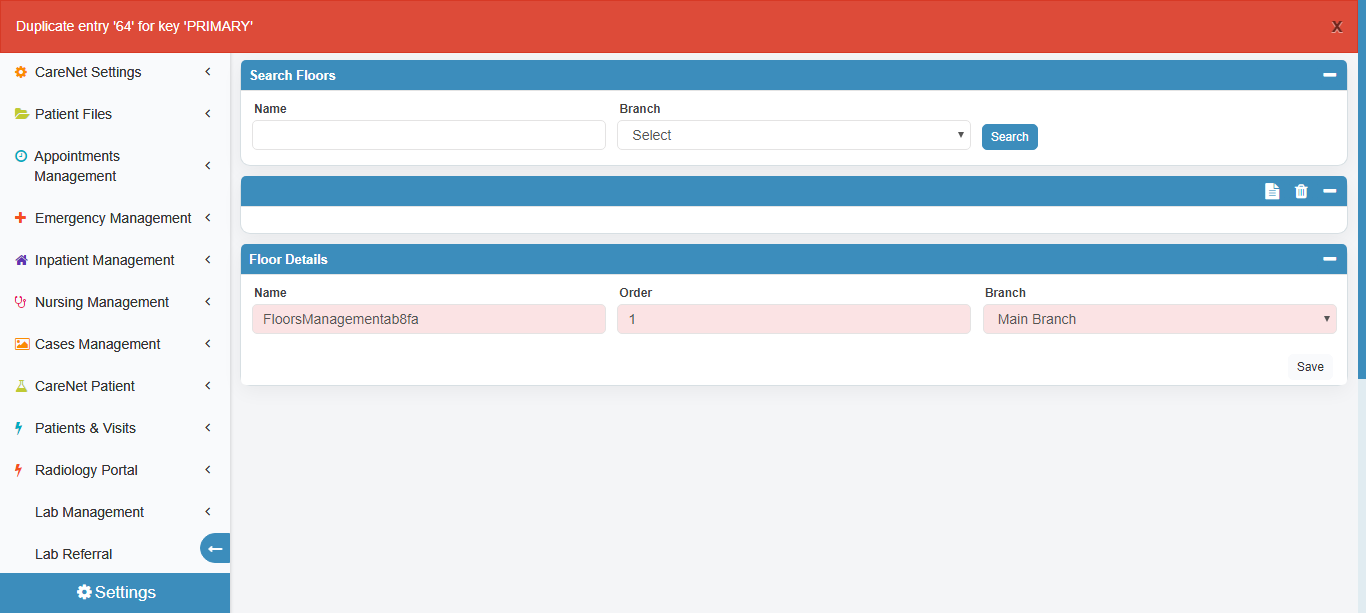 Duplicate entry '64' for key 'PRIMARY'
X
CareNet Settings
Patient Files
Appointments
Management
Emergency Management
Inpatient Management
Nursing Management
Cases Management
CareNet Patient
Patients & Visits
Radiology Portal
Lab Management
Lab Referral
Settings
Search Floors
Name
Branch
Select
Search
Floor Details
Name
Order
Branch
FloorsManagementab8fa
1
Main Branch
Save